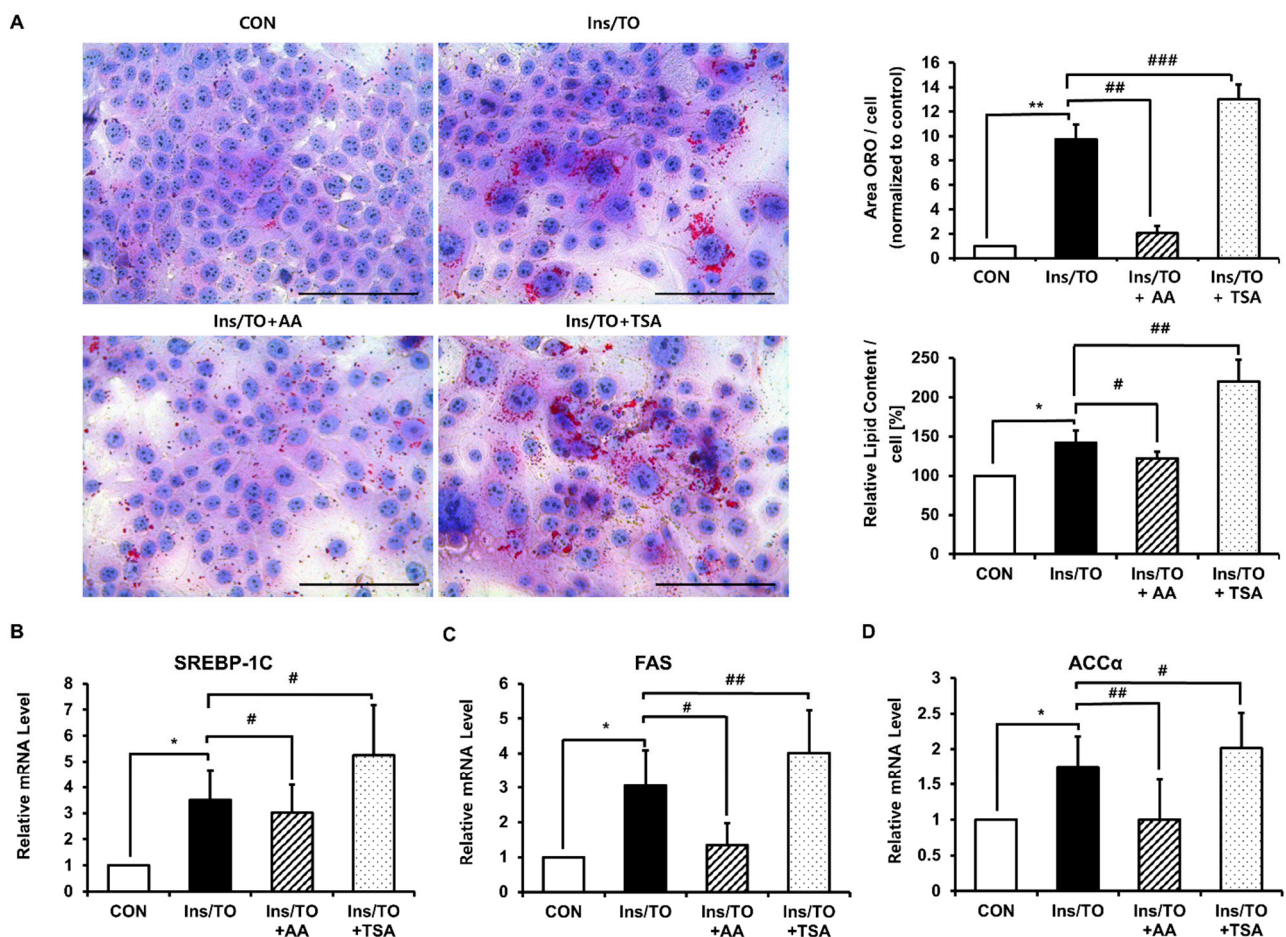 A
CON
Ins/TO
Ins/TO+AA
Ins/TO+TSA
Area ORO / cell
(normalized to control)
16
14
12
10
8
6
4
2
0
**
##
###
CON
Ins/TO
Ins/TO
+ AA
Ins/TO
+ TSA
Relative Lipid Content /
cell [%]
250
200
150
100
50
0
*
#
##
CON
Ins/TO
Ins/TO
+ AA
Ins/TO
+ TSA
B
SREBP-1C
Relative mRNA Level
8
7
6
5
4
3
2
1
0
*
#
#
CON
Ins/TO
Ins/TO
+AA
Ins/TO
+TSA
C
FAS
Relative mRNA Level
6
5
4
3
2
1
0
*
#
##
CON
Ins/TO
Ins/TO
+AA
Ins/TO
+TSA
D
ACCα
Relative mRNA Level
3
2.5
2
1.5
1
0.5
0
*
##
#
CON
Ins/TO
Ins/TO
+AA
Ins/TO
+TSA